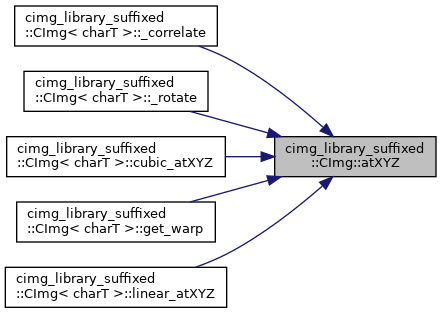 cimg_library_suffixed
::CImg< charT >::_correlate
cimg_library_suffixed
::CImg< charT >::_rotate
cimg_library_suffixed
::CImg< charT >::cubic_atXYZ
cimg_library_suffixed
::CImg::atXYZ
cimg_library_suffixed
::CImg< charT >::get_warp
cimg_library_suffixed
::CImg< charT >::linear_atXYZ